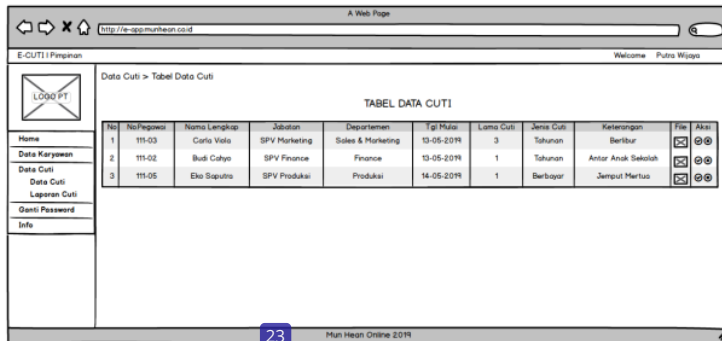 A Web Page
http://e-app.munhean.co.id
E-CUTI | Pimpinan
Welcome Putra Wijaya
LOGO PT
Data Cuti > Tabel Data Cuti
TABEL DATA CUTI
No NoPegawai Nama Lengkap Jabatan Departemen Tgl Mulai Lama Cuti Jenis Cuti Keterangan File Aksi
1 111-03 Carla Viola SPV Marketing Sales & Marketing 13-05-2019 3 Tahunan Berlibur
2 111-02 Budi Cahyo SPV Finance Finance 13-05-2019 1 Tahunan Antar Anak Sekolah
3 111-05 Eko Saputra SPV Produksi Produksi 14-05-2019 1 Berbayar Jemput Mertua
Home
Data Karyawan
Data Cuti
Data Cuti
Laporan Cuti
Ganti Password
Info
23
Mun Hean Online 2019